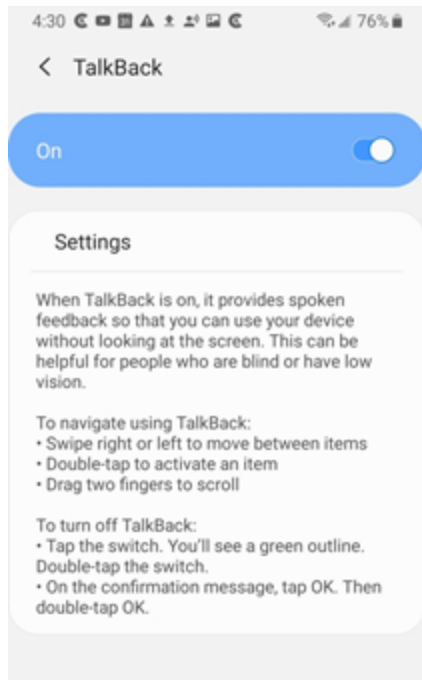 4:30
76%
TalkBack
On
Settings
When TalkBack is on, it provides spoken
feedback so that you can use your device
without looking at the screen. This can be
helpful for people who are blind or have low
vision.
To navigate using TalkBack:
• Swipe right or left to move between items
• Double-tap to activate an item
• Drag two fingers to scroll
To turn off TalkBack:
• Tap the switch. You'll see a green outline.
Double-tap the switch.
• On the confirmation message, tap OK. Then
double-tap OK.